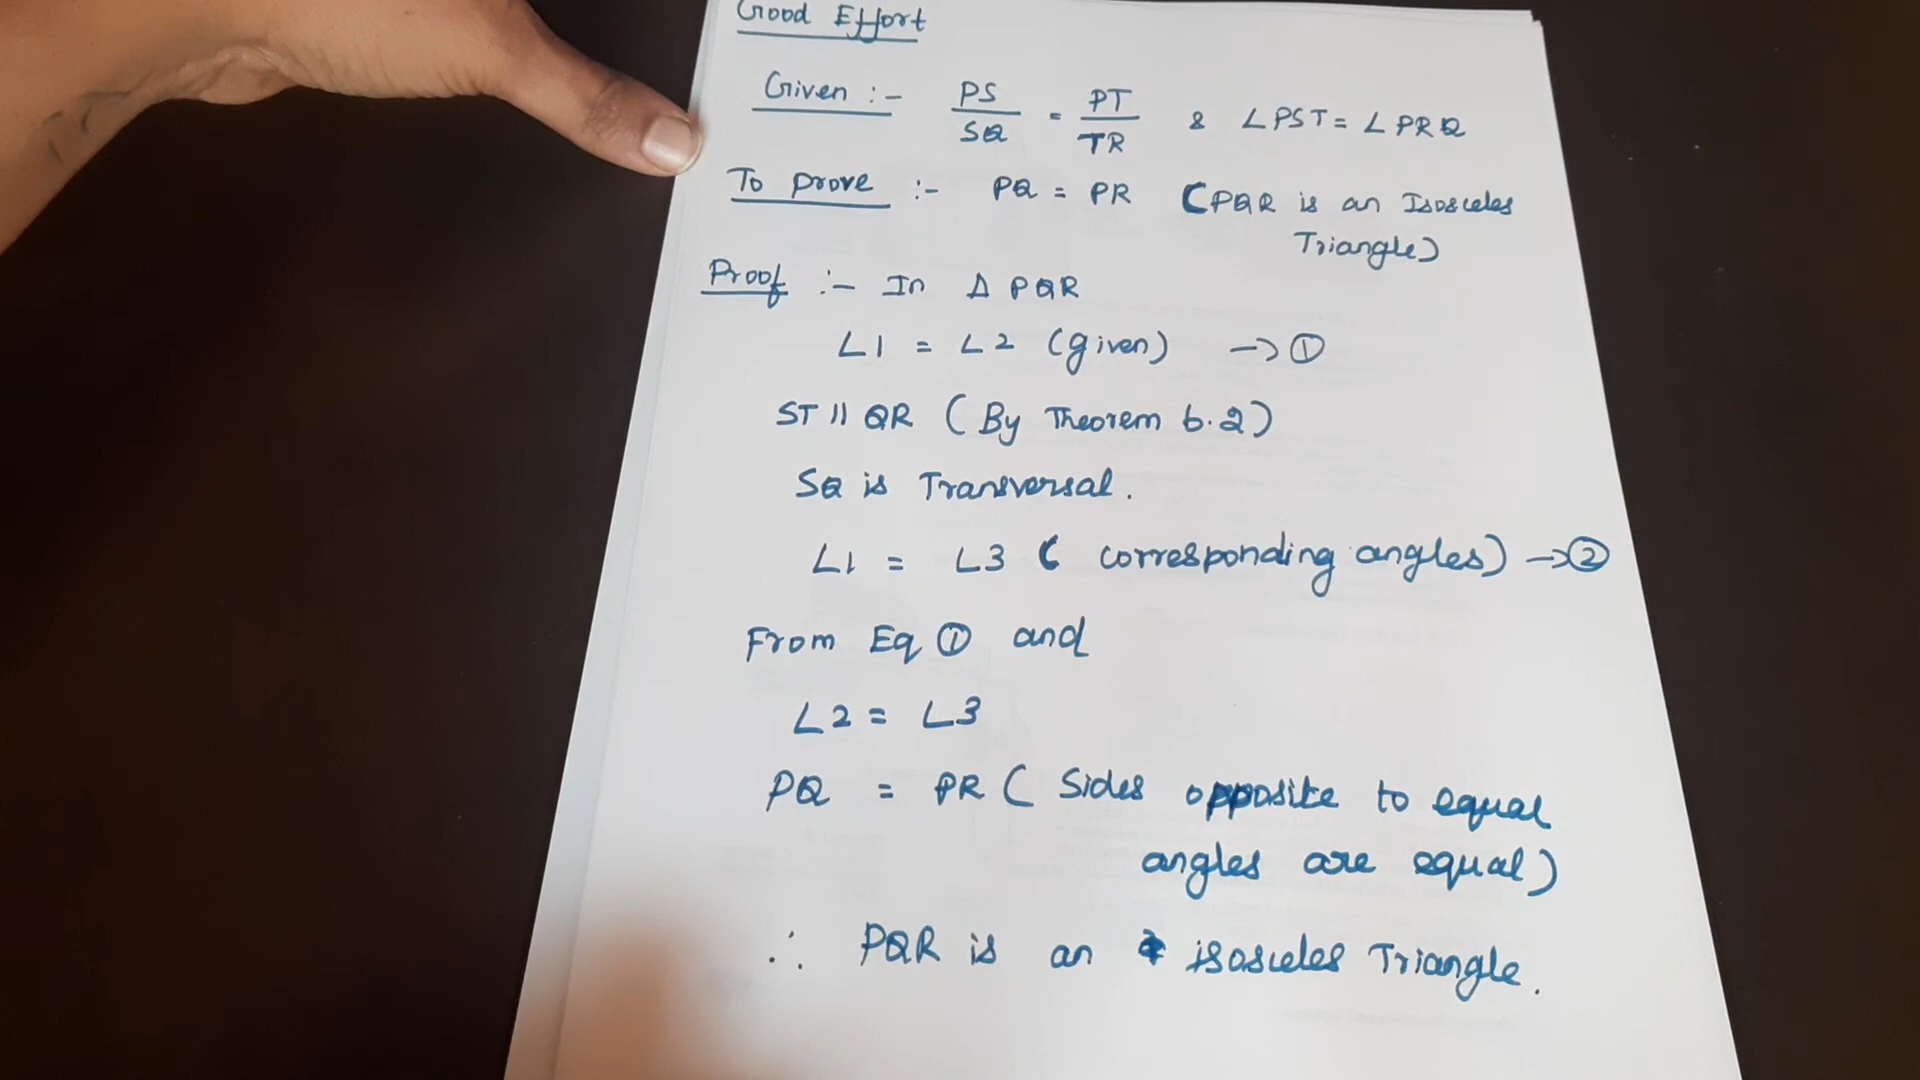 Good Effort
Given :- PS/SQ = PT/TR & ∠PST = ∠PRQ
To prove :- PQ = PR (PQR is an Isosceles
Triangle)
Proof :- In Δ PQR
∠1 = ∠2 (given) → ①
ST || QR (By Theorem 6.2)
SQ is Transversal.
∠1 = ∠3 (corresponding angles) → ②
From Eq ① and
∠2 = ∠3
PQ = PR (Sides opposite to equal
angles are equal)
∴ PQR is an isosceles Triangle.